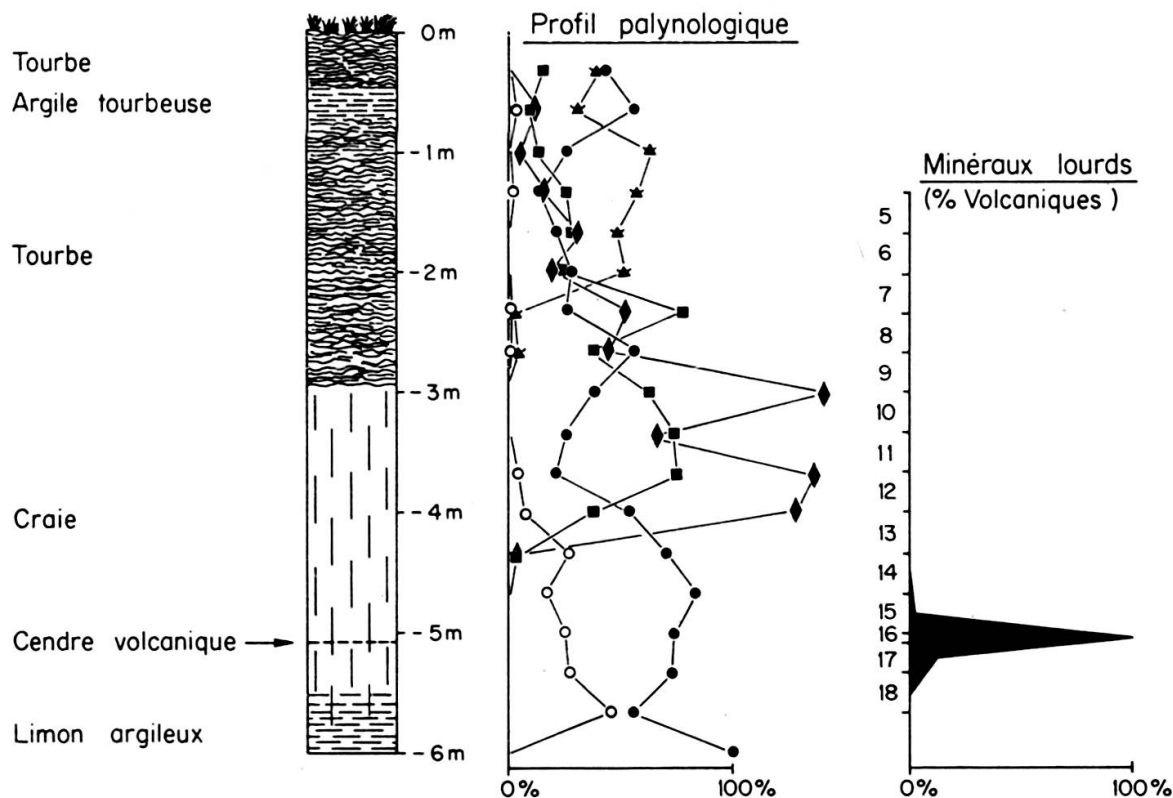 Tourbe
Argile tourbeuse
Tourbe
Craie
Cendre volcanique
Limon argileux
0m
-1m
-2m
-3m
-4m
-5m
-6m
Profil palynologique
0%
100%
Minéraux lourds
(% Volcaniques)
5
6
7
8
9
10
11
12
13
14
15
16
17
18
0%
100%